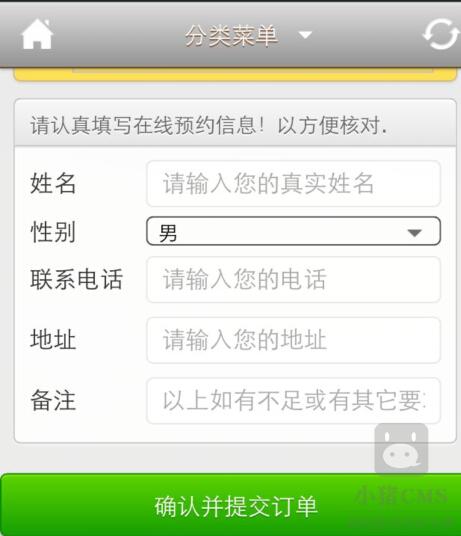 分类菜单
请认真填写在线预约信息！以方便核对.
姓名
请输入您的真实姓名
性别
男
联系电话
请输入您的电话
地址
请输入您的地址
备注
以上如有不足或有其它要
确认并提交订单
小猪CMS